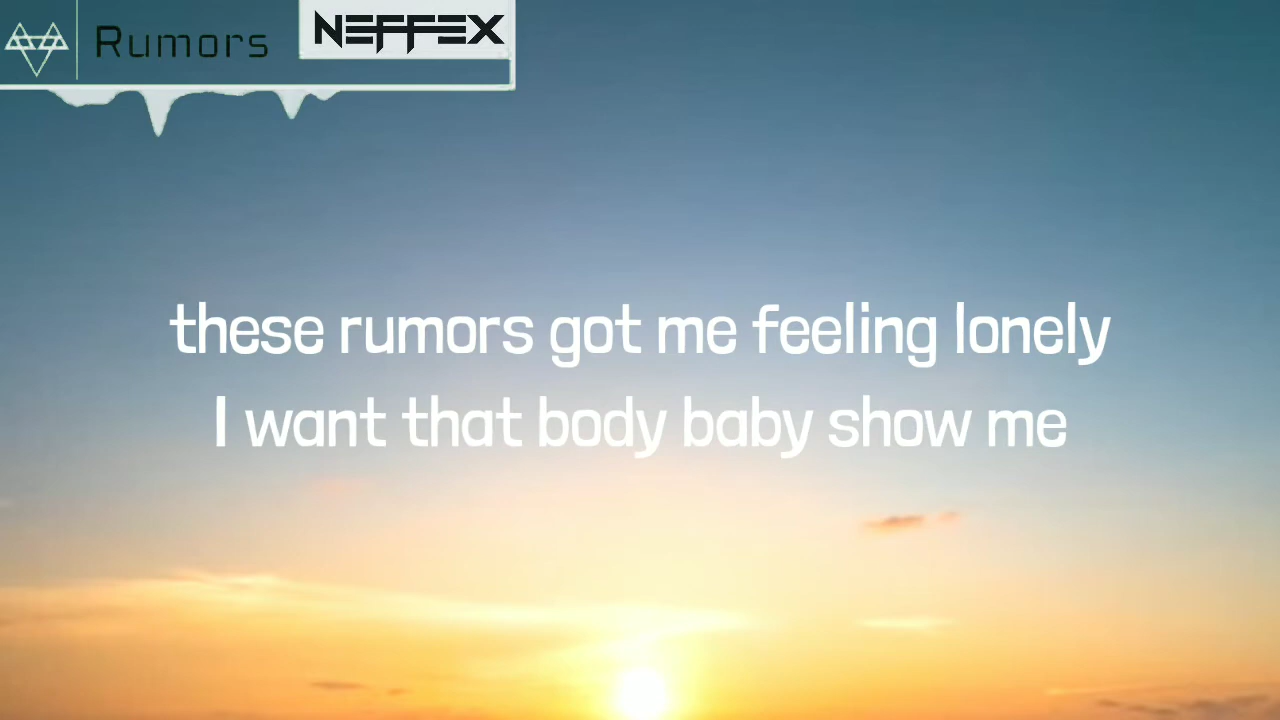 Rumors
NEFFEX
these rumors got me feeling lonely
I want that body baby show me